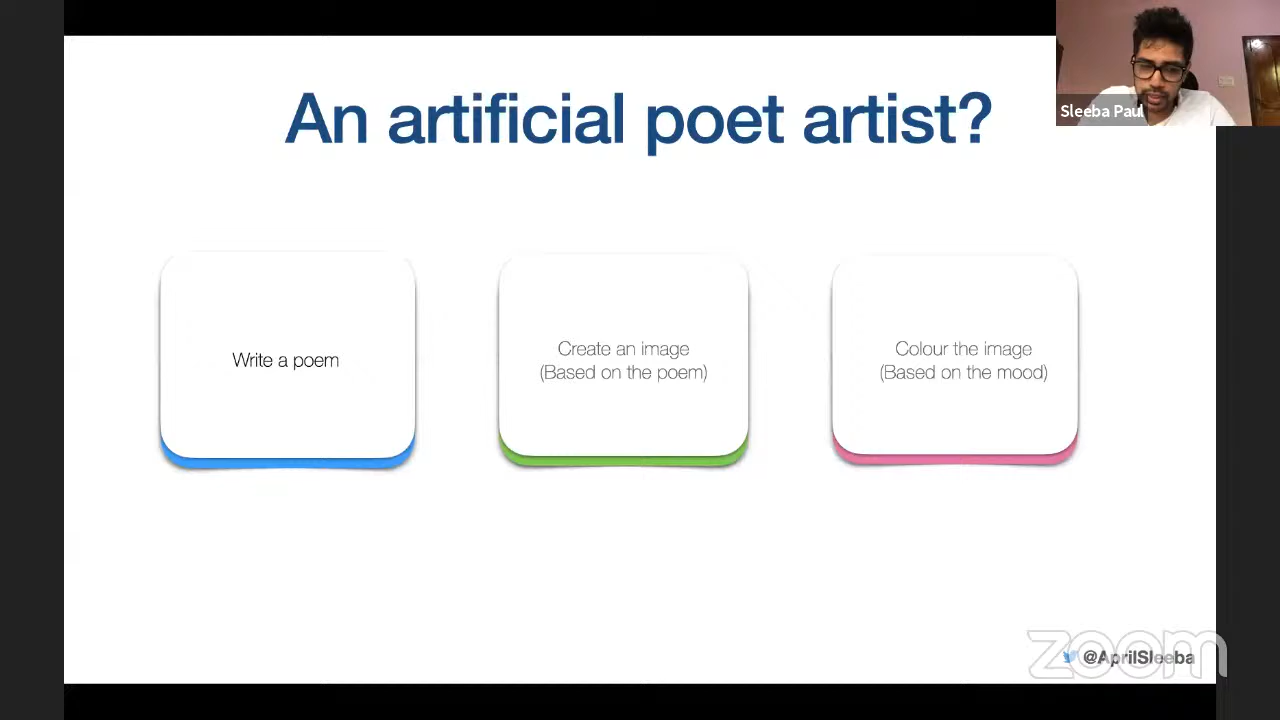 An artificial poet artist?
Sleeba Paul
Write a poem
Create an image
(Based on the poem)
Colour the image
(Based on the mood)
zoom
@AprilSleeba